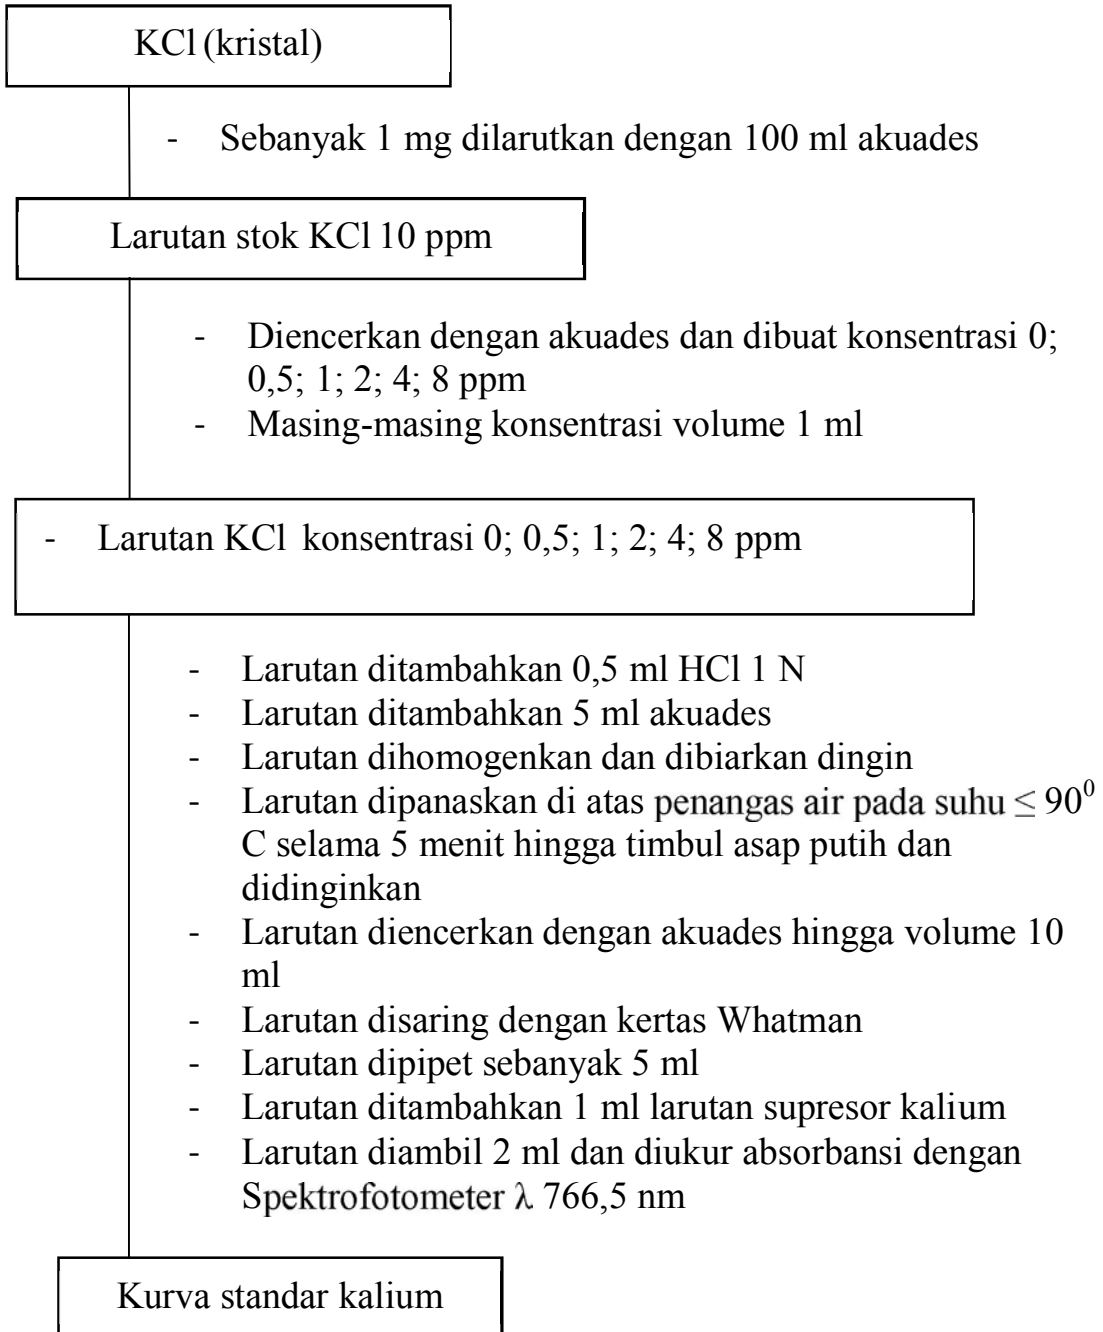 KCl (kristal)
- Sebanyak 1 mg dilarutkan dengan 100 ml akuades
Larutan stok KCl 10 ppm
- Diencerkan dengan akuades dan dibuat konsentrasi 0;
0,5; 1; 2; 4; 8 ppm
- Masing-masing konsentrasi volume 1 ml
- Larutan KCl konsentrasi 0; 0,5; 1; 2; 4; 8 ppm
- Larutan ditambahkan 0,5 ml HCl 1 N
- Larutan ditambahkan 5 ml akuades
- Larutan dihomogenkan dan dibiarkan dingin
- Larutan dipanaskan di atas penangas air pada suhu ≤ 90⁰
C selama 5 menit hingga timbul asap putih dan
didinginkan
- Larutan diencerkan dengan akuades hingga volume 10
ml
- Larutan disaring dengan kertas Whatman
- Larutan dipipet sebanyak 5 ml
- Larutan ditambahkan 1 ml larutan supresor kalium
- Larutan diambil 2 ml dan diukur absorbansi dengan
Spektrofotometer λ 766,5 nm
Kurva standar kalium